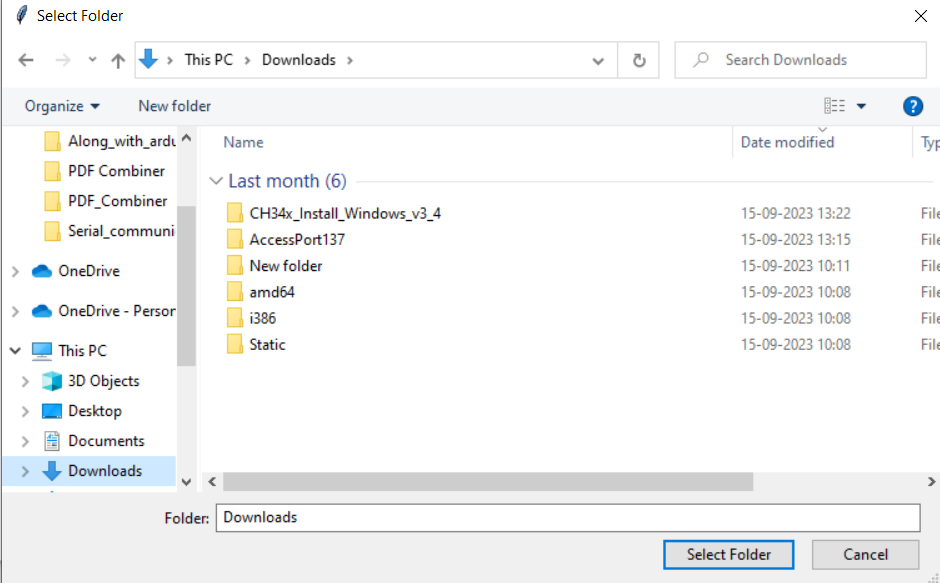 Select Folder
This PC Downloads
Search Downloads
Organize New folder
Along_with_ardu
PDF Combiner
PDF_Combiner
Serial_communi
OneDrive
OneDrive - Person
This PC
3D Objects
Desktop
Documents
Downloads
Name Date modified Typ
Last month (6)
CH34x_Install_Windows_v3_4 15-09-2023 13:22 File
AccessPort137 15-09-2023 13:15 File
New folder 15-09-2023 10:11 File
amd64 15-09-2023 10:08 File
i386 15-09-2023 10:08 File
Static 15-09-2023 10:08 File
Folder: Downloads
Select Folder Cancel